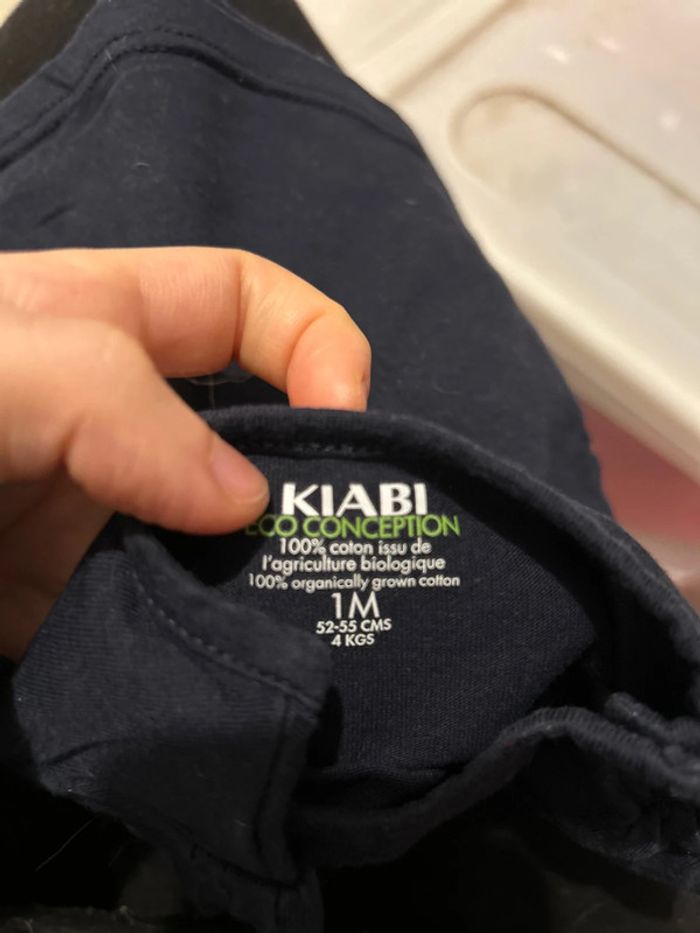 KIABI
ECO CONCEPTION
100% coton issu de
l'agriculture biologique
100% organically grown cotton
1M
52-55 CMS
4 KGS